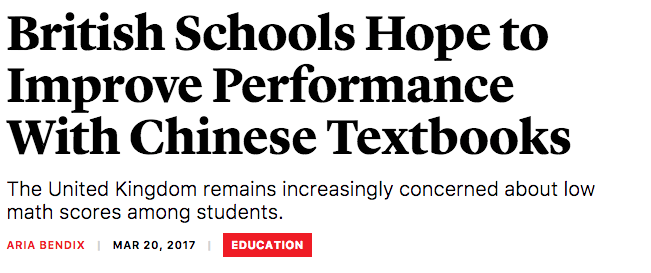 British Schools Hope to
Improve Performance
With Chinese Textbooks
The United Kingdom remains increasingly concerned about low
math scores among students.
ARIA BENDIX | MAR 20, 2017 | EDUCATION